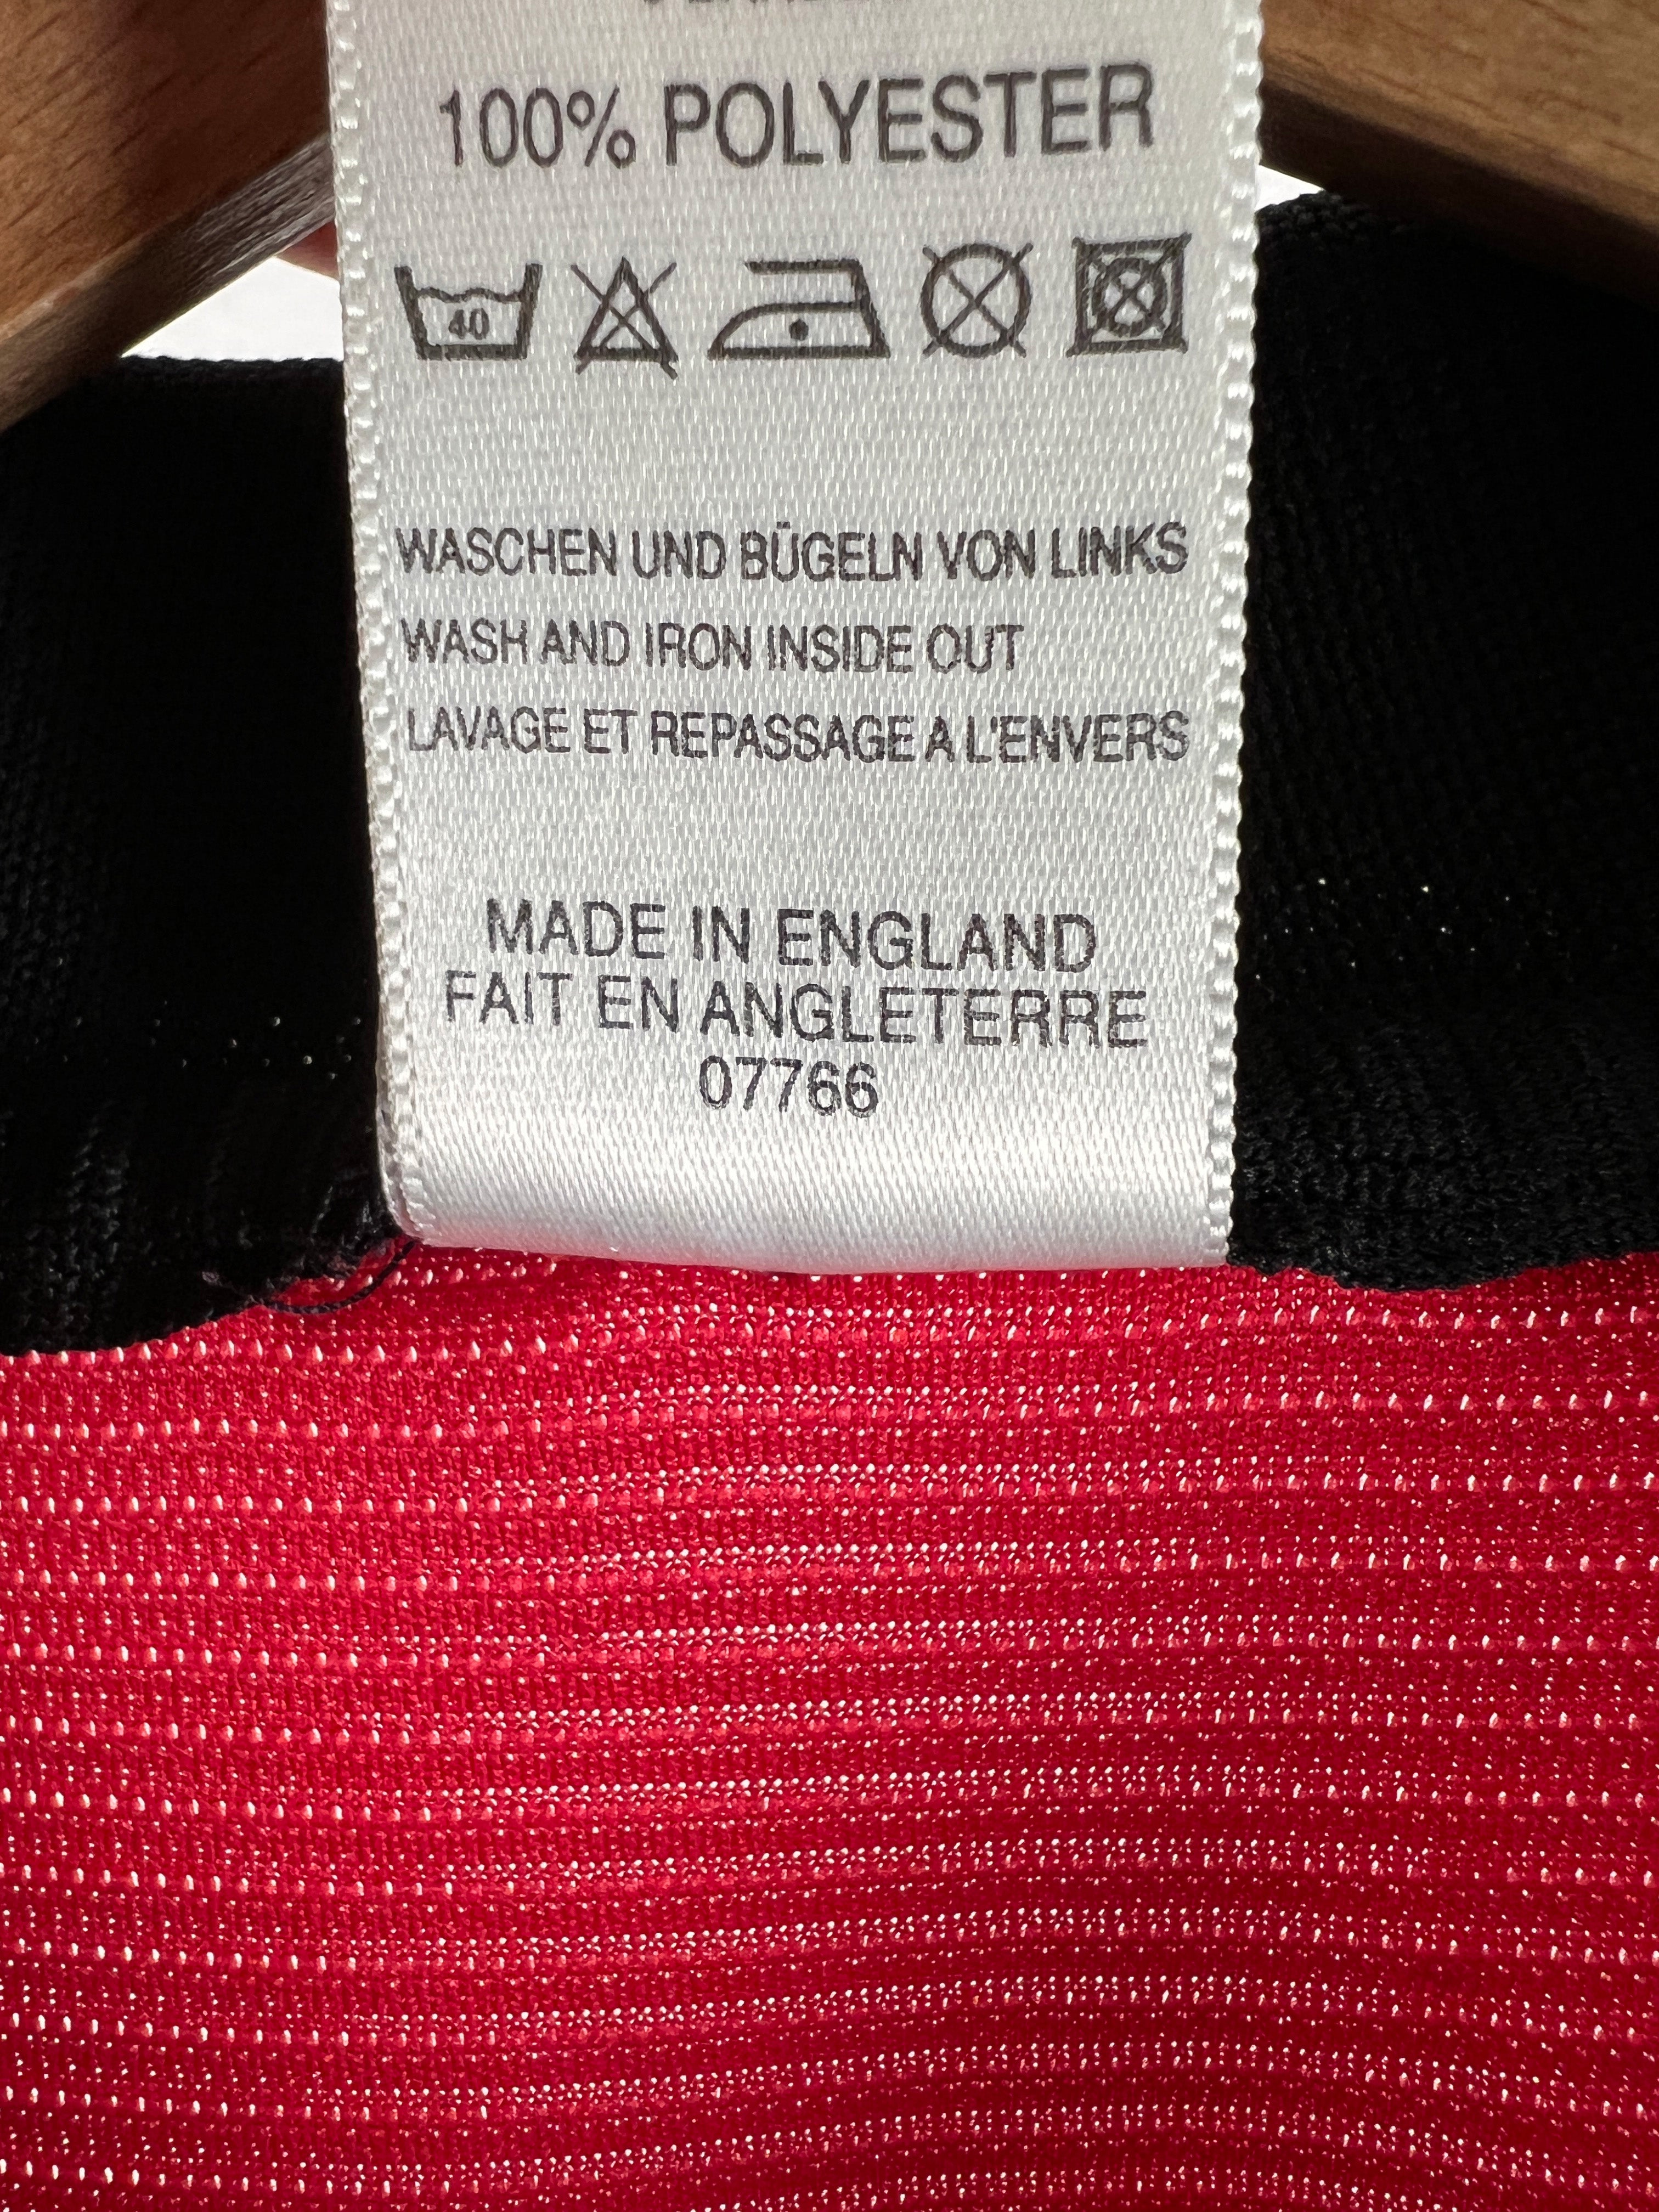 100% POLYESTER
40
WASCHEN UND BÜGELN VON LINKS
WASH AND IRON INSIDE OUT
LAVAGE ET REPASSAGE A L'ENVERS
MADE IN ENGLAND
FAIT EN ANGLETERRE
07766